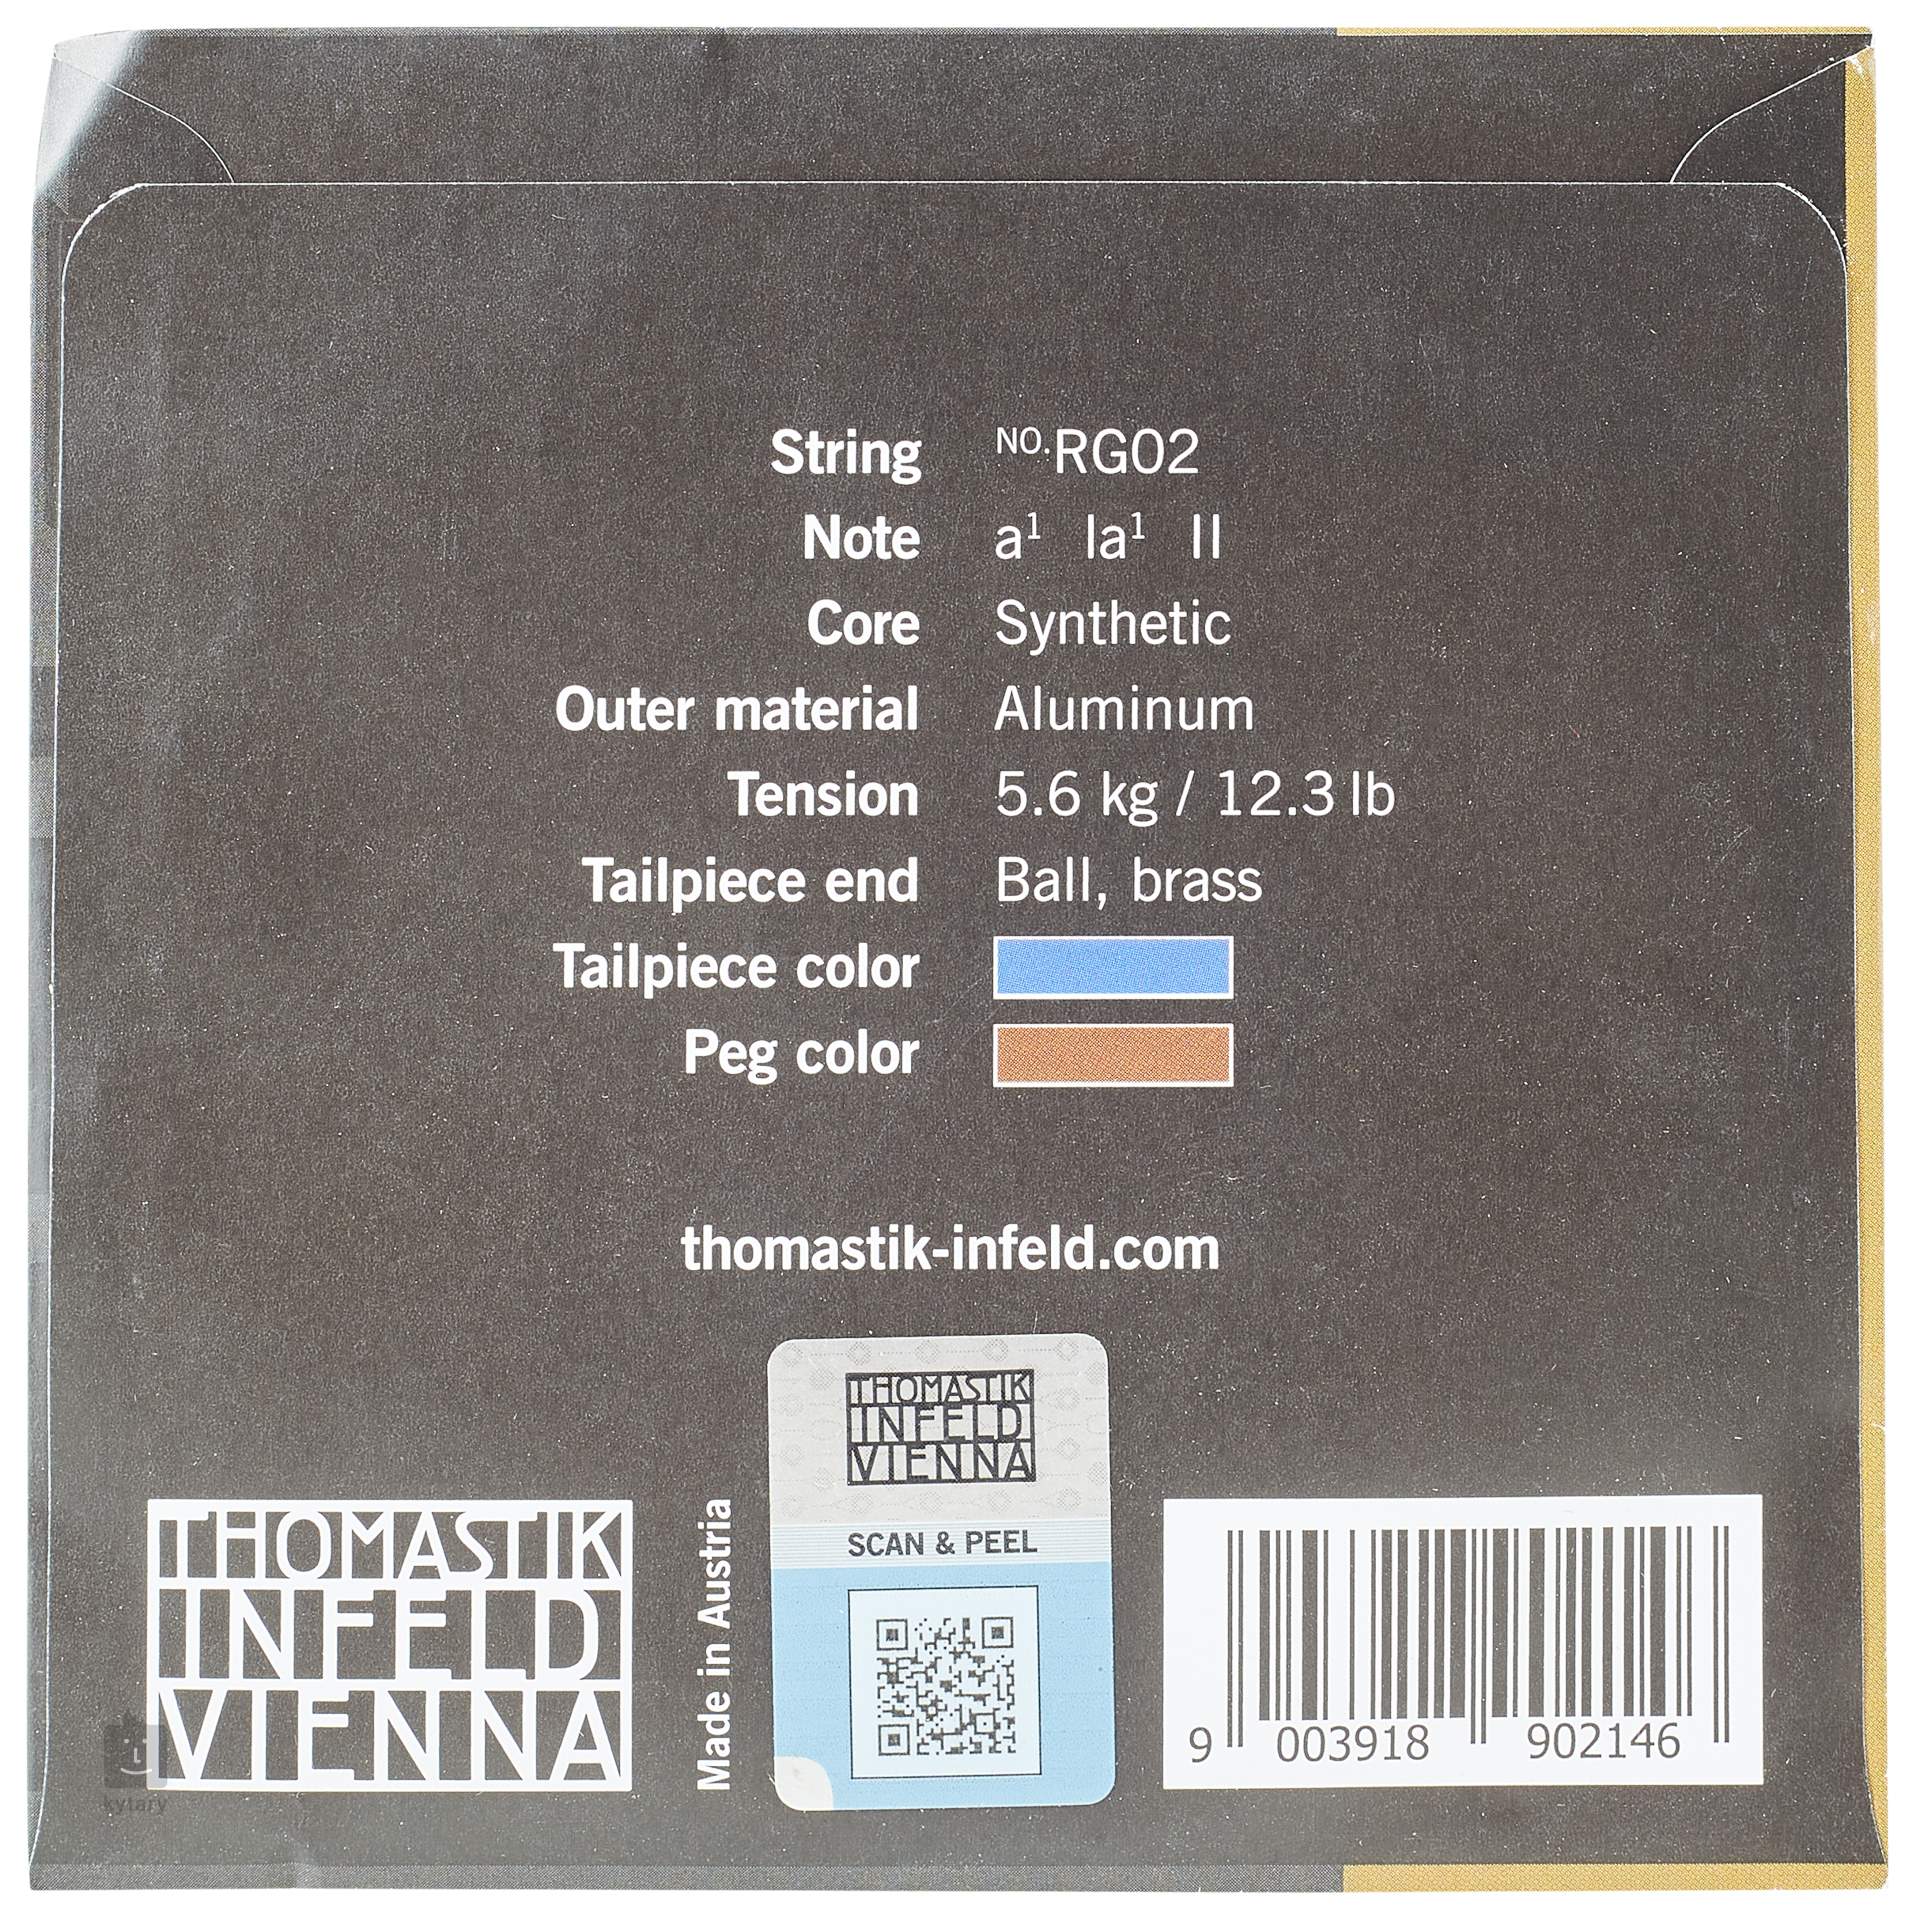 String NO.RG02
Note a¹ la¹ II
Core Synthetic
Outer material Aluminum
Tension 5.6 kg / 12.3 lb
Tailpiece end Ball, brass
Tailpiece color
Peg color
thomastik-infeld.com
THOMASTIK
INFELD
VIENNA
SCAN & PEEL
Made in Austria
THOMASTIK
INFELD
VIENNA
9 003918 902146
kytary